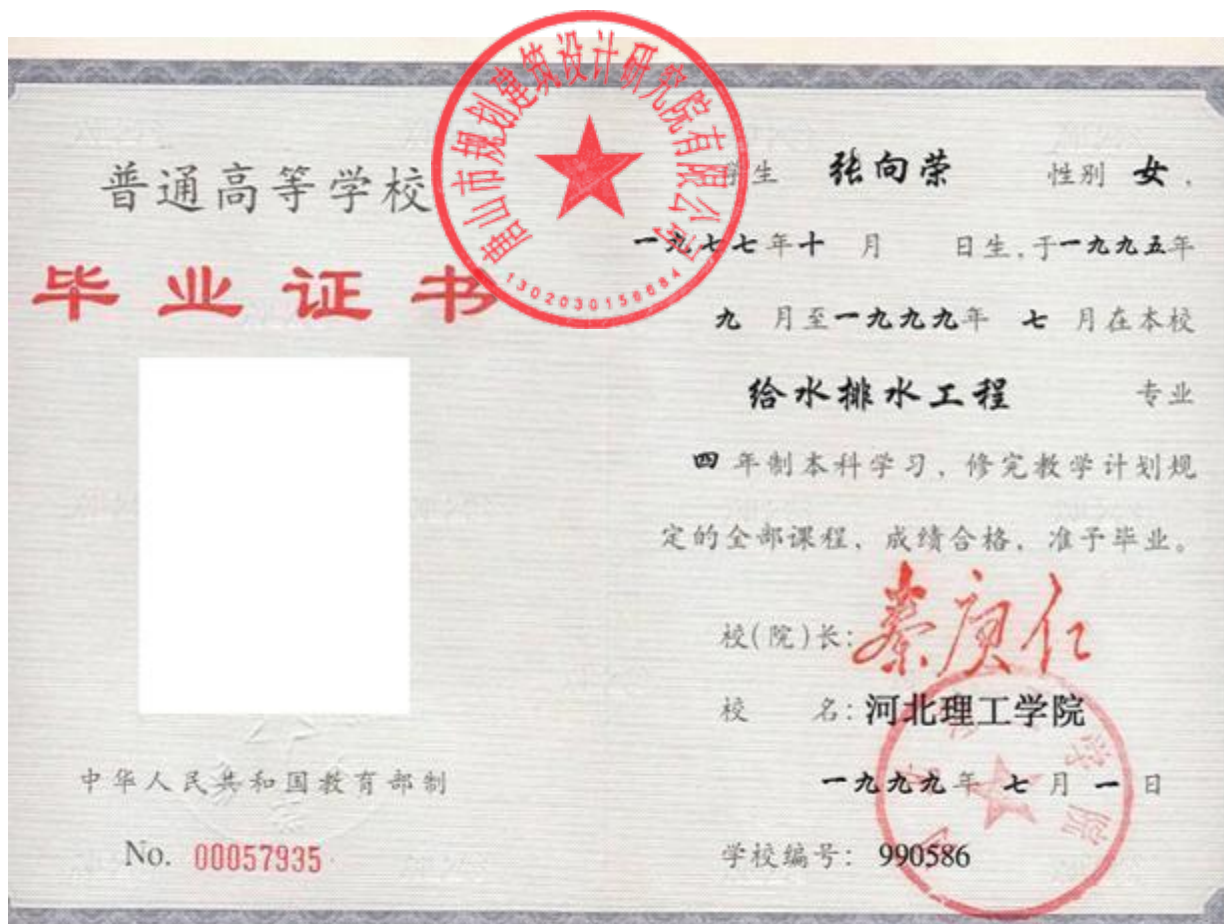 唐山市规划建筑设计研究院有限公司
普通高等学校
毕业证书
中华人民共和国教育部制
No. 00057935
学生 张向荣 性别 女,
一九七七年十 月 日生,于一九九五年
九 月至一九九九年 七 月在本校
给水排水工程 专业
四年制本科学习,修完教学计划规
定的全部课程,成绩合格,准予毕业。
校(院)长:
校 名:河北理工学院
一九九九年 七 月 一 日
学校编号: 990586